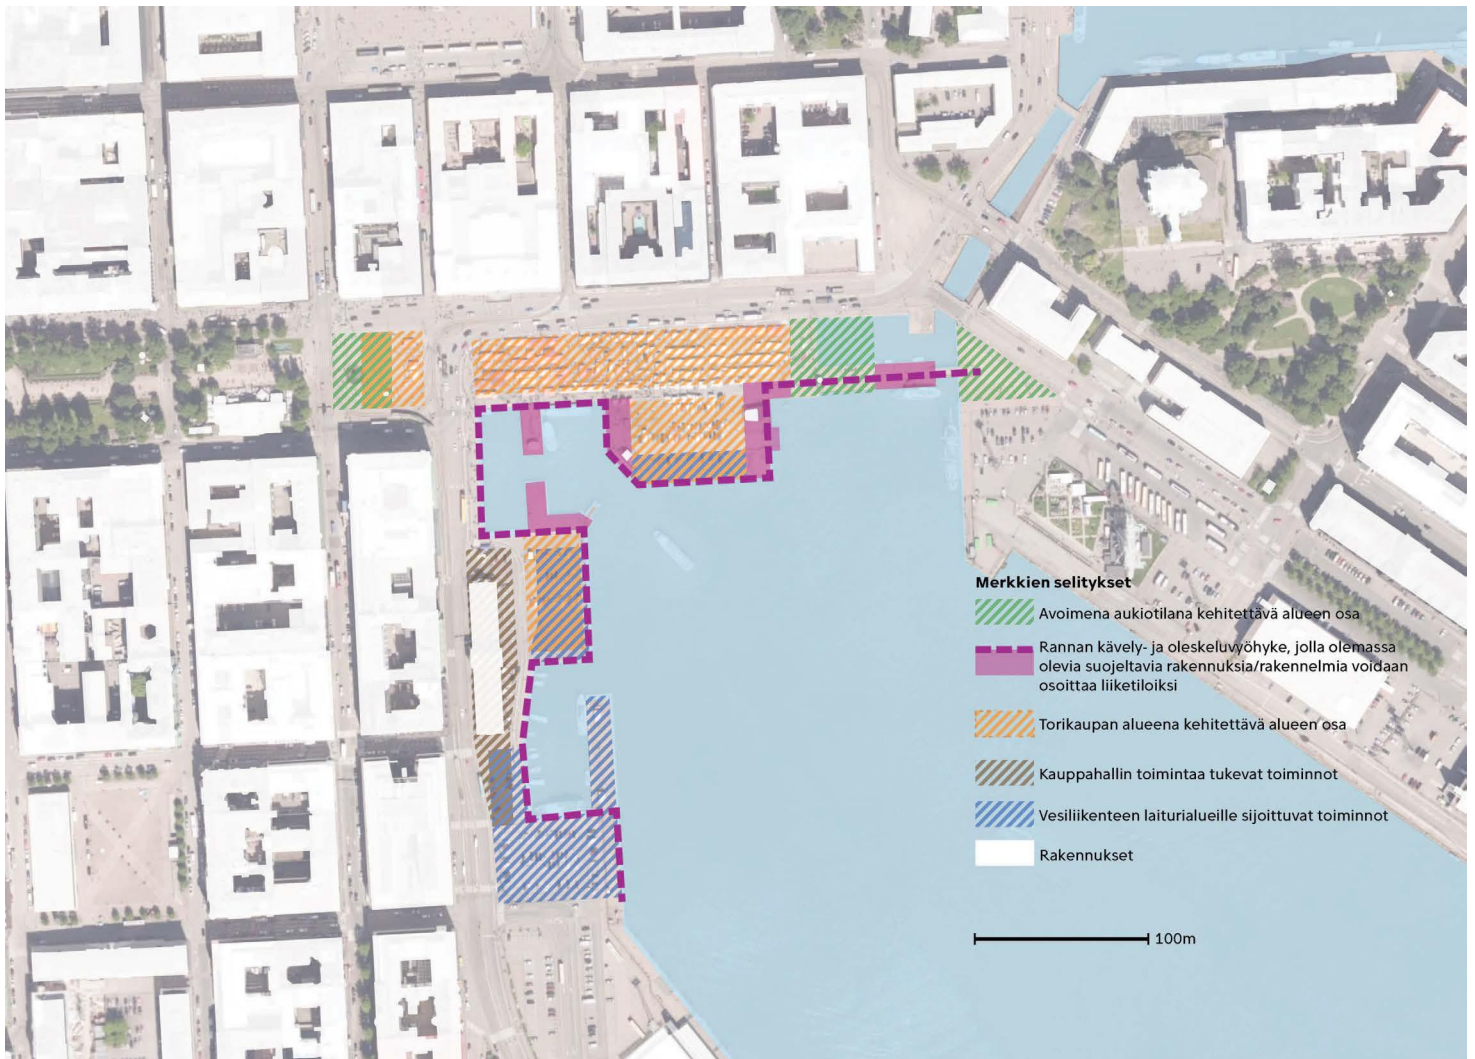 Merkkien selitykset
Avoimena aukiotilana kehitettävä alueen osa
Rannan kävely- ja oleskeluvyöhyke, jolla olemassa
olevia suojeltavia rakennuksia/rakennelmia voidaan
osoittaa liiketiloiksi
Torikaupan alueena kehitettävä alueen osa
Kauppahallin toimintaa tukevat toiminnot
Vesiliikenteen laiturialueille sijoittuvat toiminnot
Rakennukset
100m